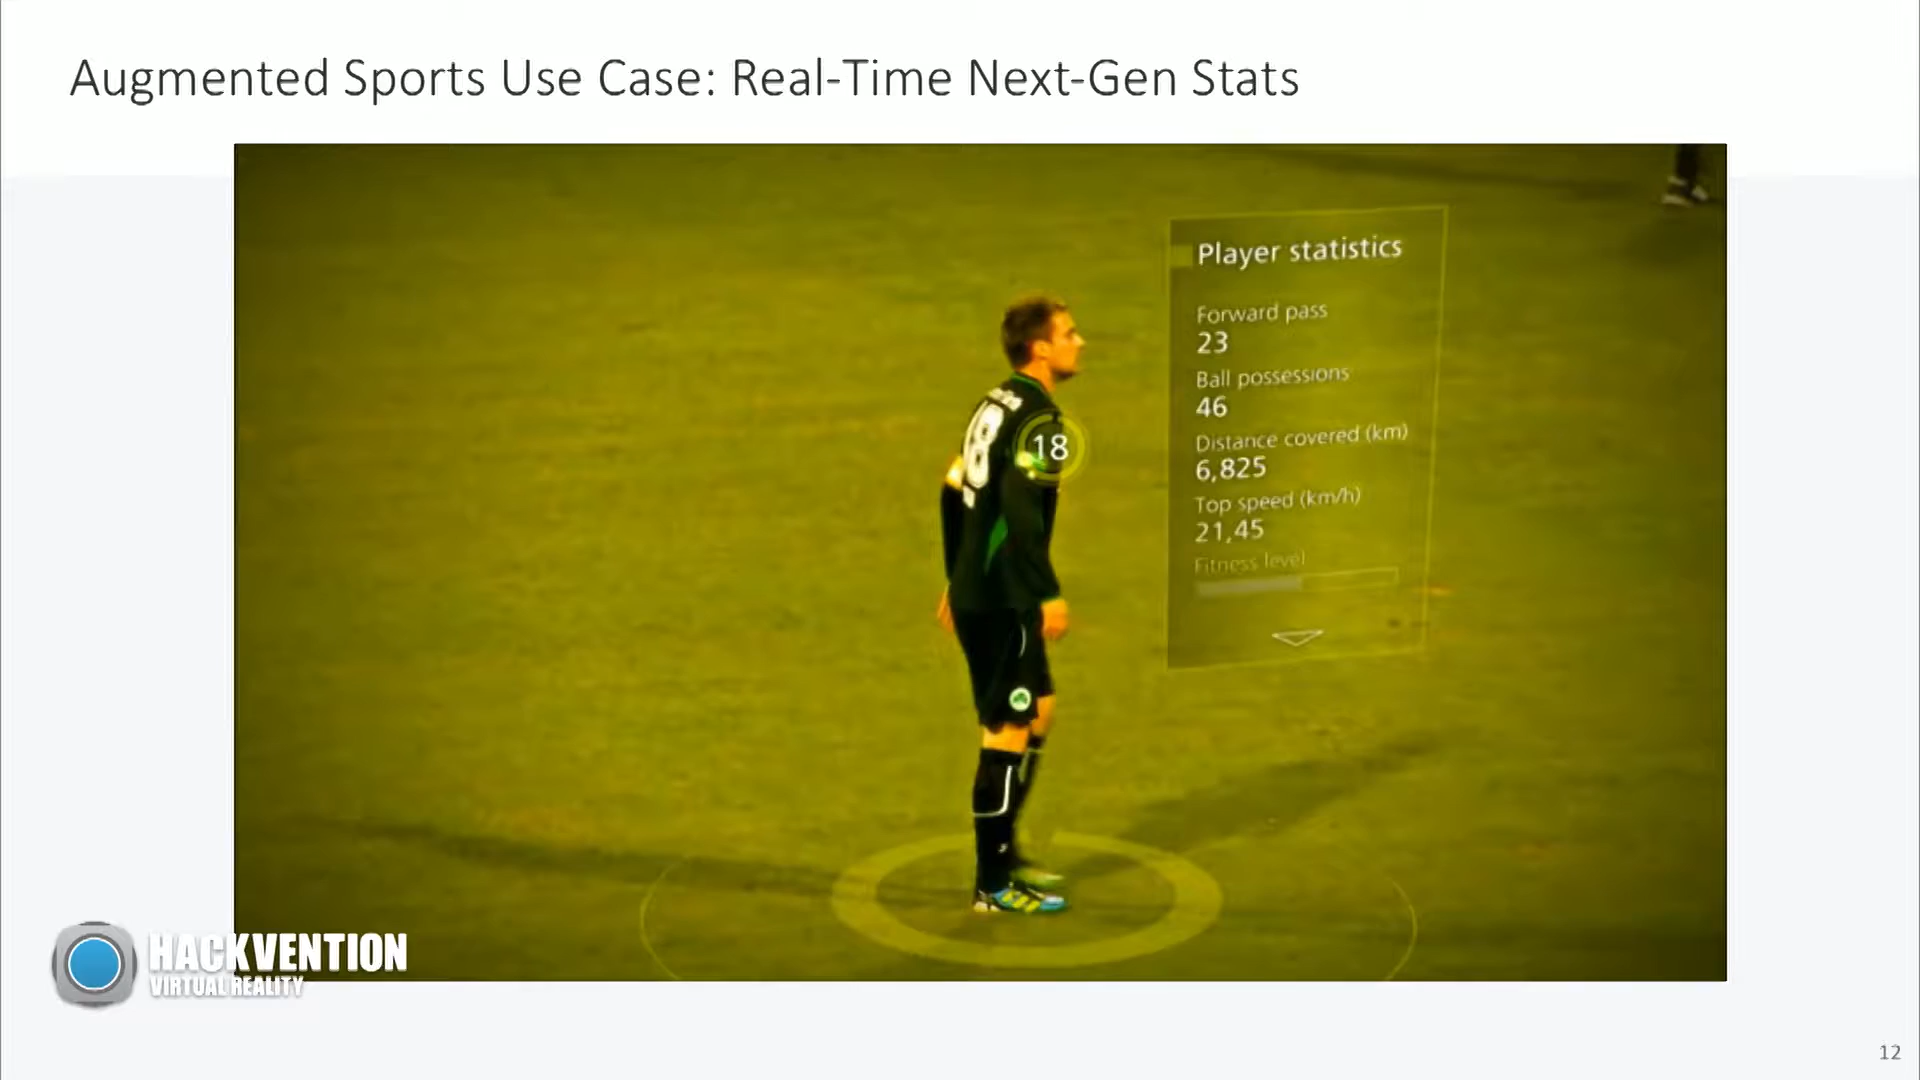 Augmented Sports Use Case: Real-Time Next-Gen Stats
Player statistics
Forward pass
23
Ball possessions
46
Distance covered (km)
6,825
Top speed (km/h)
21,45
Fitness level
18
18
HACKVENTION
VIRTUAL REALITY
12